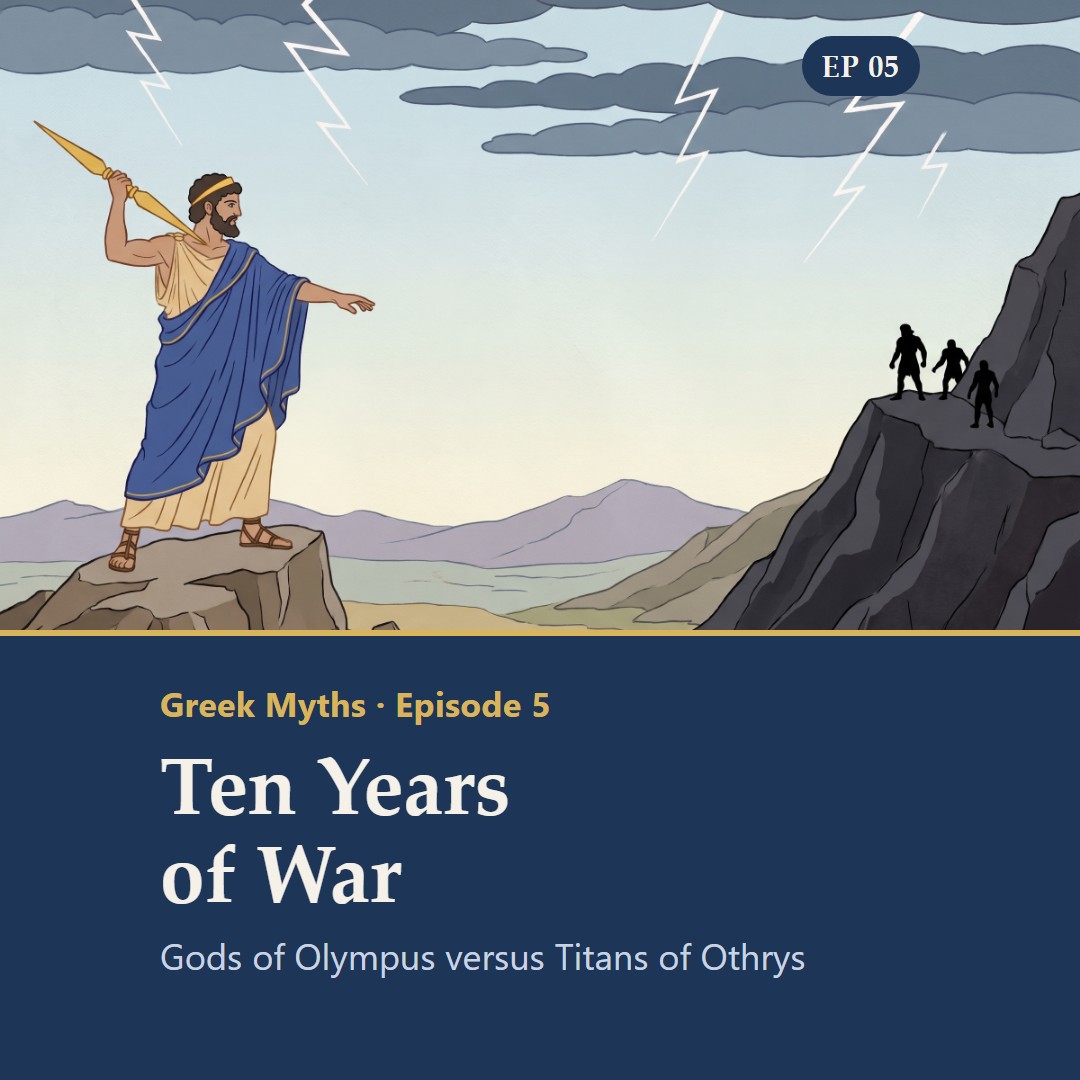 EP 05
Greek Myths · Episode 5
Ten Years
of War
Gods of Olympus versus Titans of Othrys